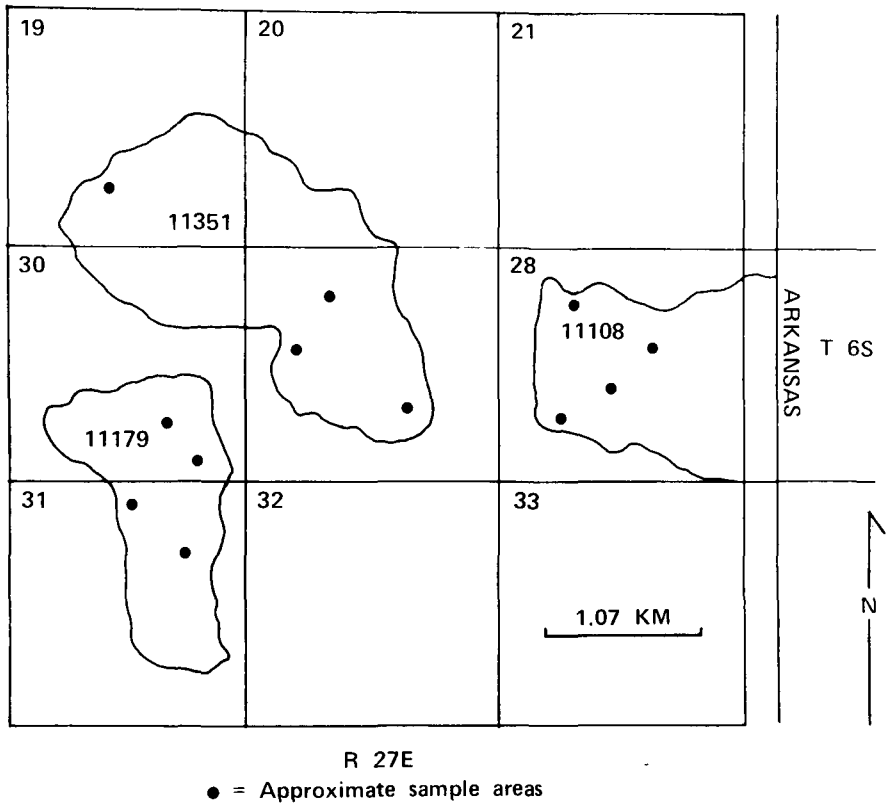 19
20
21
11351
30
28
11108
ARKANSAS
T 6S
11179
31
32
33
1.07 KM
N
R 27E
● = Approximate sample areas